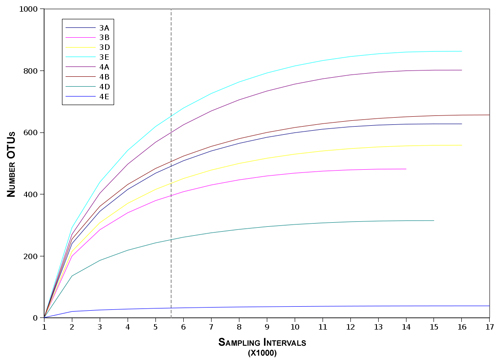 1000
800
600
400
200
0
NUMBER OTUs
3A
3B
3D
3E
4A
4B
4D
4E
1 2 3 4 5 6 7 8 9 10 11 12 13 14 15 16 17
SAMPLING INTERVALS
(X1000)